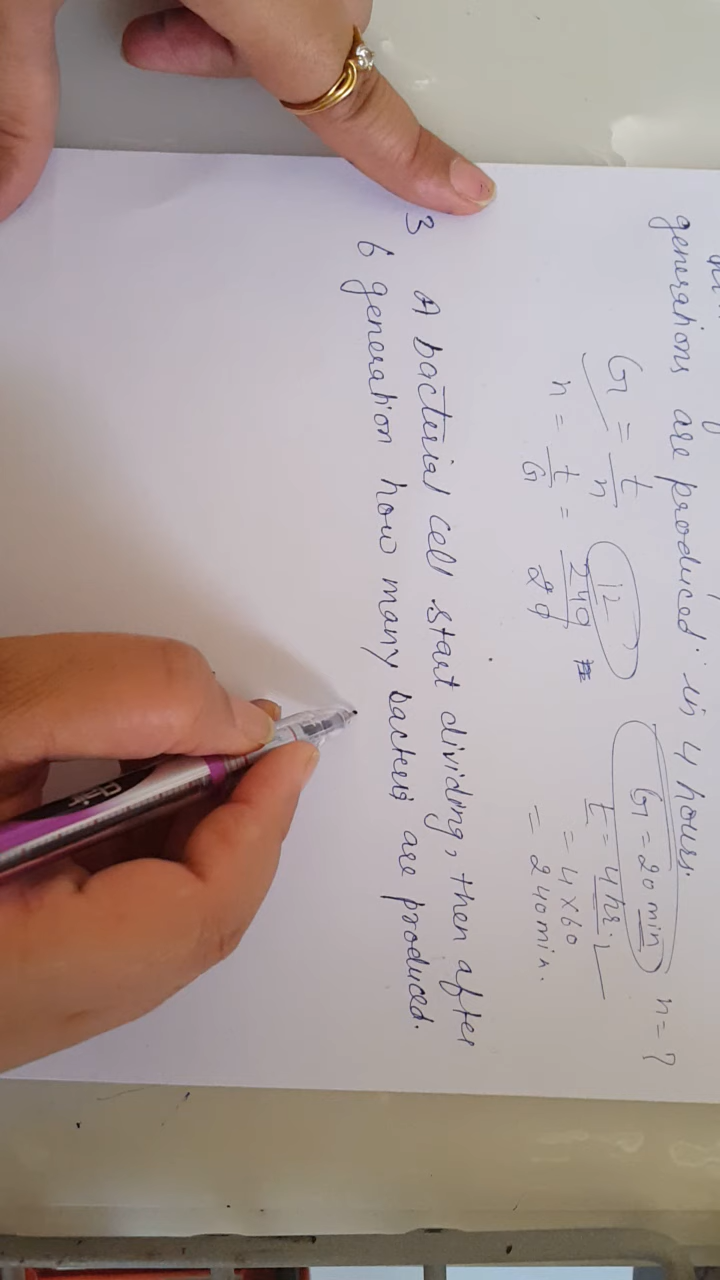 generations are produced in 4 hours.
G = 20 min n = ?
G = t/n
t = 4 hr.
n = t/G = 240/20 = 12
= 4 x 60
= 240 min.
3 A bacterial cell start dividing, then after
6 generation how many bacteria are produced.